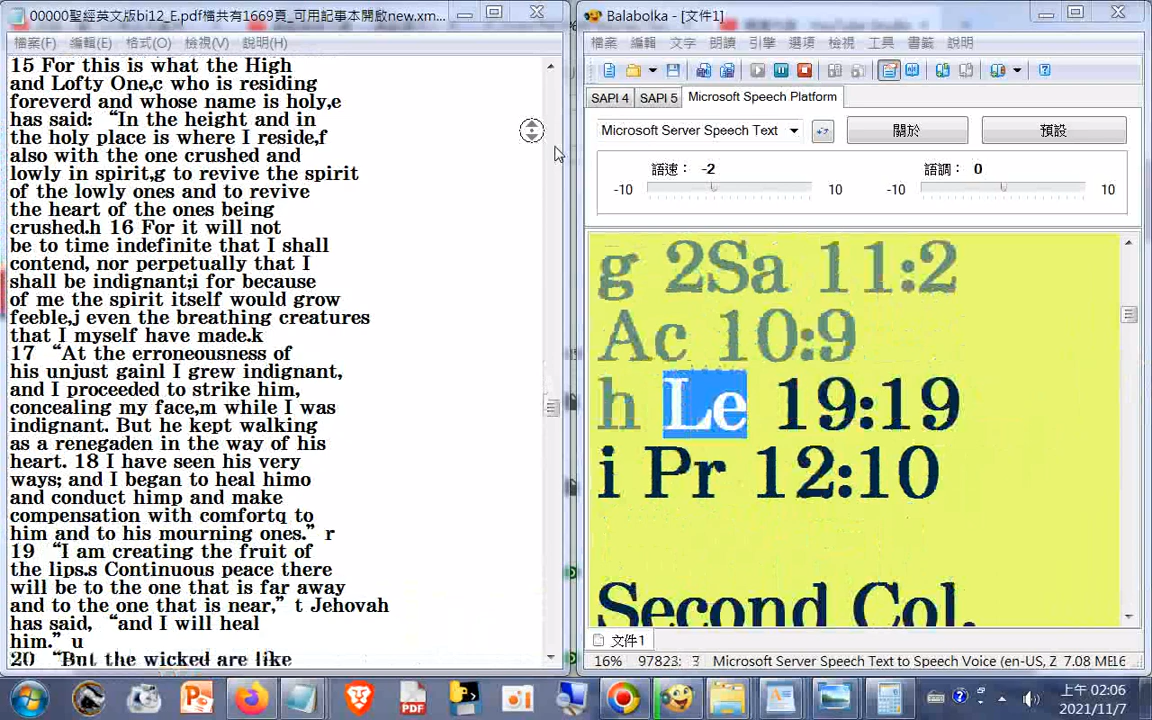 00000聖經英文版bi12_E.pdf檔共有1669頁_可用記事本開啟new.xm...
檔案(F) 編輯(E) 格式(O) 檢視(V) 說明(H)
15 For this is what the High
and Lofty One,c who is residing
foreverd and whose name is holy,e
has said: “In the height and in
the holy place is where I reside,f
also with the one crushed and
lowly in spirit,g to revive the spirit
of the lowly ones and to revive
the heart of the ones being
crushed.h 16 For it will not
be to time indefinite that I shall
contend, nor perpetually that I
shall be indignant;i for because
of me the spirit itself would grow
feeble,j even the breathing creatures
that I myself have made.k
17 “At the erroneousness of
his unjust gainl I grew indignant,
and I proceeded to strike him,
concealing my face,m while I was
indignant. But he kept walking
as a renegaden in the way of his
heart. 18 I have seen his very
ways; and I began to heal himo
and conduct himp and make
compensation with comfortq to
him and to his mourning ones.” r
19 “I am creating the fruit of
the lips.s Continuous peace there
will be to the one that is far away
and to the one that is near,” t Jehovah
has said, “and I will heal
him.” u
20 “But the wicked are like
Balabolka - [文件1]
檔案 編輯 文字 朗讀 引擎 選項 檢視 工具 書籤 說明
SAPI 4 SAPI 5 Microsoft Speech Platform
Microsoft Server Speech Text 關於 預設
語速: -2 語調: 0
-10 10 -10 10
g 2Sa 11:2
Ac 10:9
h Le 19:19
i Pr 12:10
Second Col.
文件1
16% 97823: 3 Microsoft Server Speech Text to Speech Voice (en-US, Z 7.08 ME
PDF
上午 02:06
2021/11/7